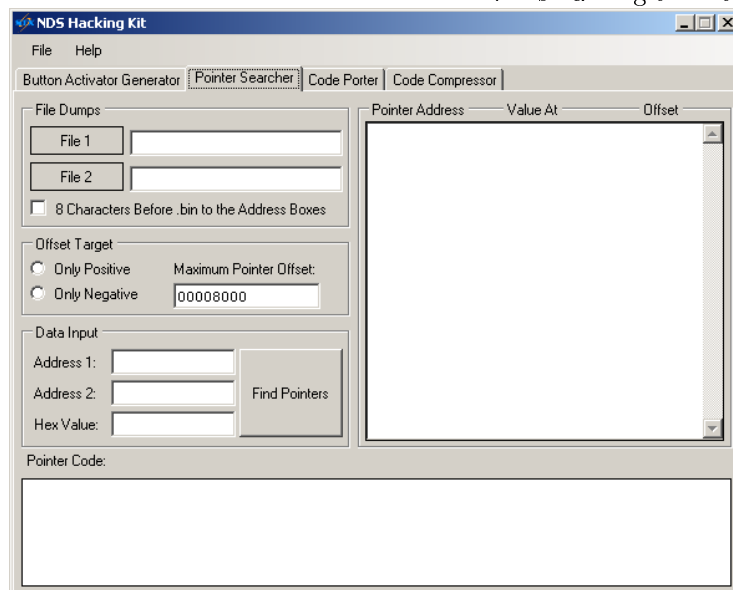 NDS Hacking Kit
File Help
Button Activator Generator Pointer Searcher Code Porter Code Compressor
File Dumps
File 1
File 2
8 Characters Before .bin to the Address Boxes
Offset Target
Only Positive
Only Negative
Maximum Pointer Offset:
00008000
Data Input
Address 1:
Address 2:
Hex Value:
Find Pointers
Pointer Address Value At Offset
Pointer Code: